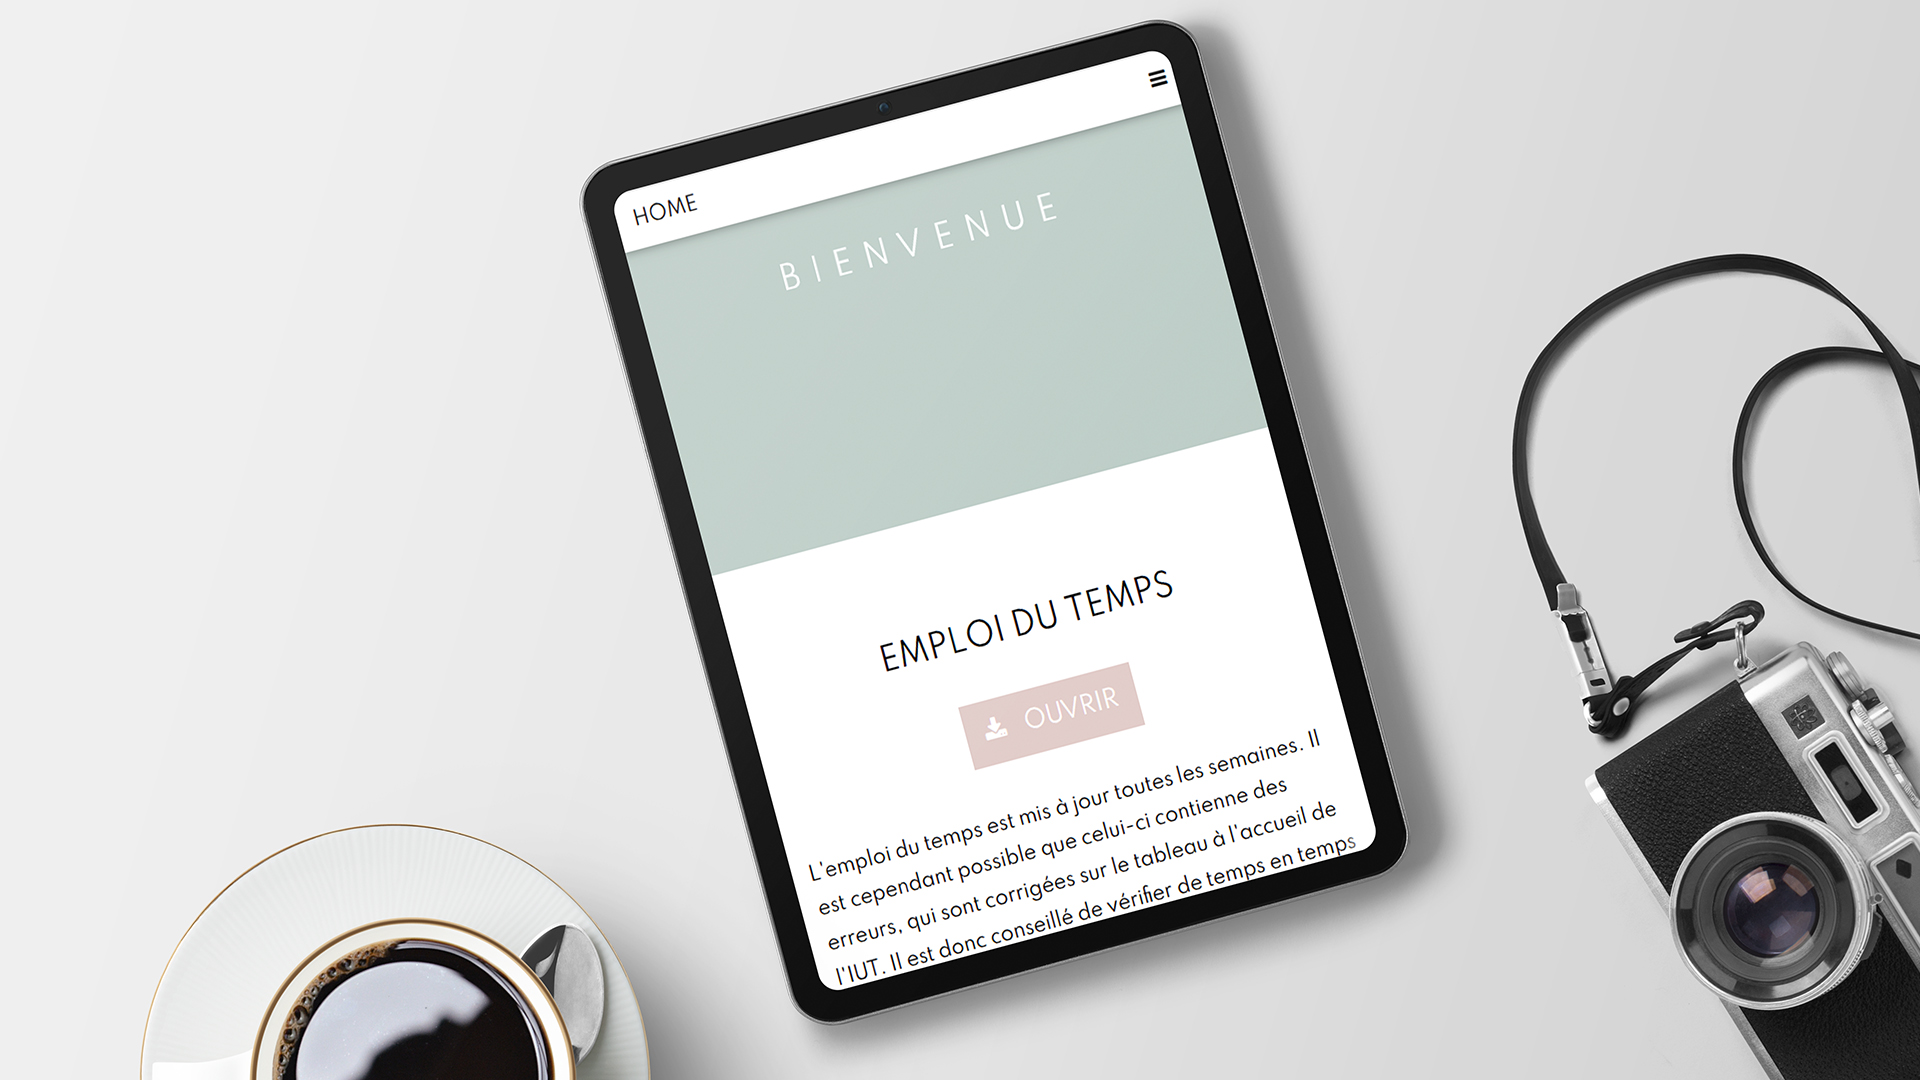 HOME
BIENVENUE
EMPLOI DU TEMPS
OUVRIR
L'emploi du temps est mis à jour toutes les semaines. Il
est cependant possible que celui-ci contienne des
erreurs, qui sont corrigées sur le tableau à l'accueil de
l'IUT. Il est donc conseillé de vérifier de temps en temps